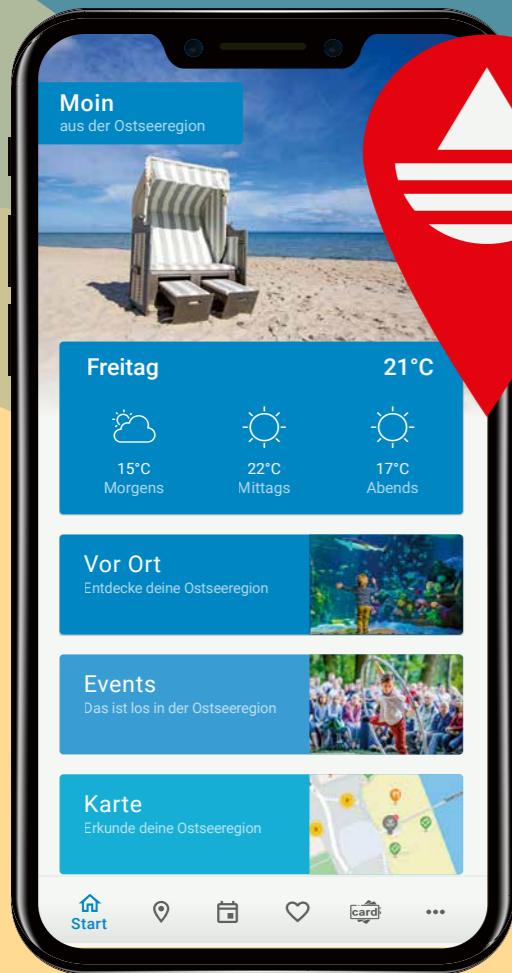 Moin
aus der Ostseeregion
Freitag 21°C
15°C 22°C 17°C
Morgens Mittags Abends
Vor Ort
Entdecke deine Ostseeregion
Events
Das ist los in der Ostseeregion
Karte
Erkunde deine Ostseeregion
Start card